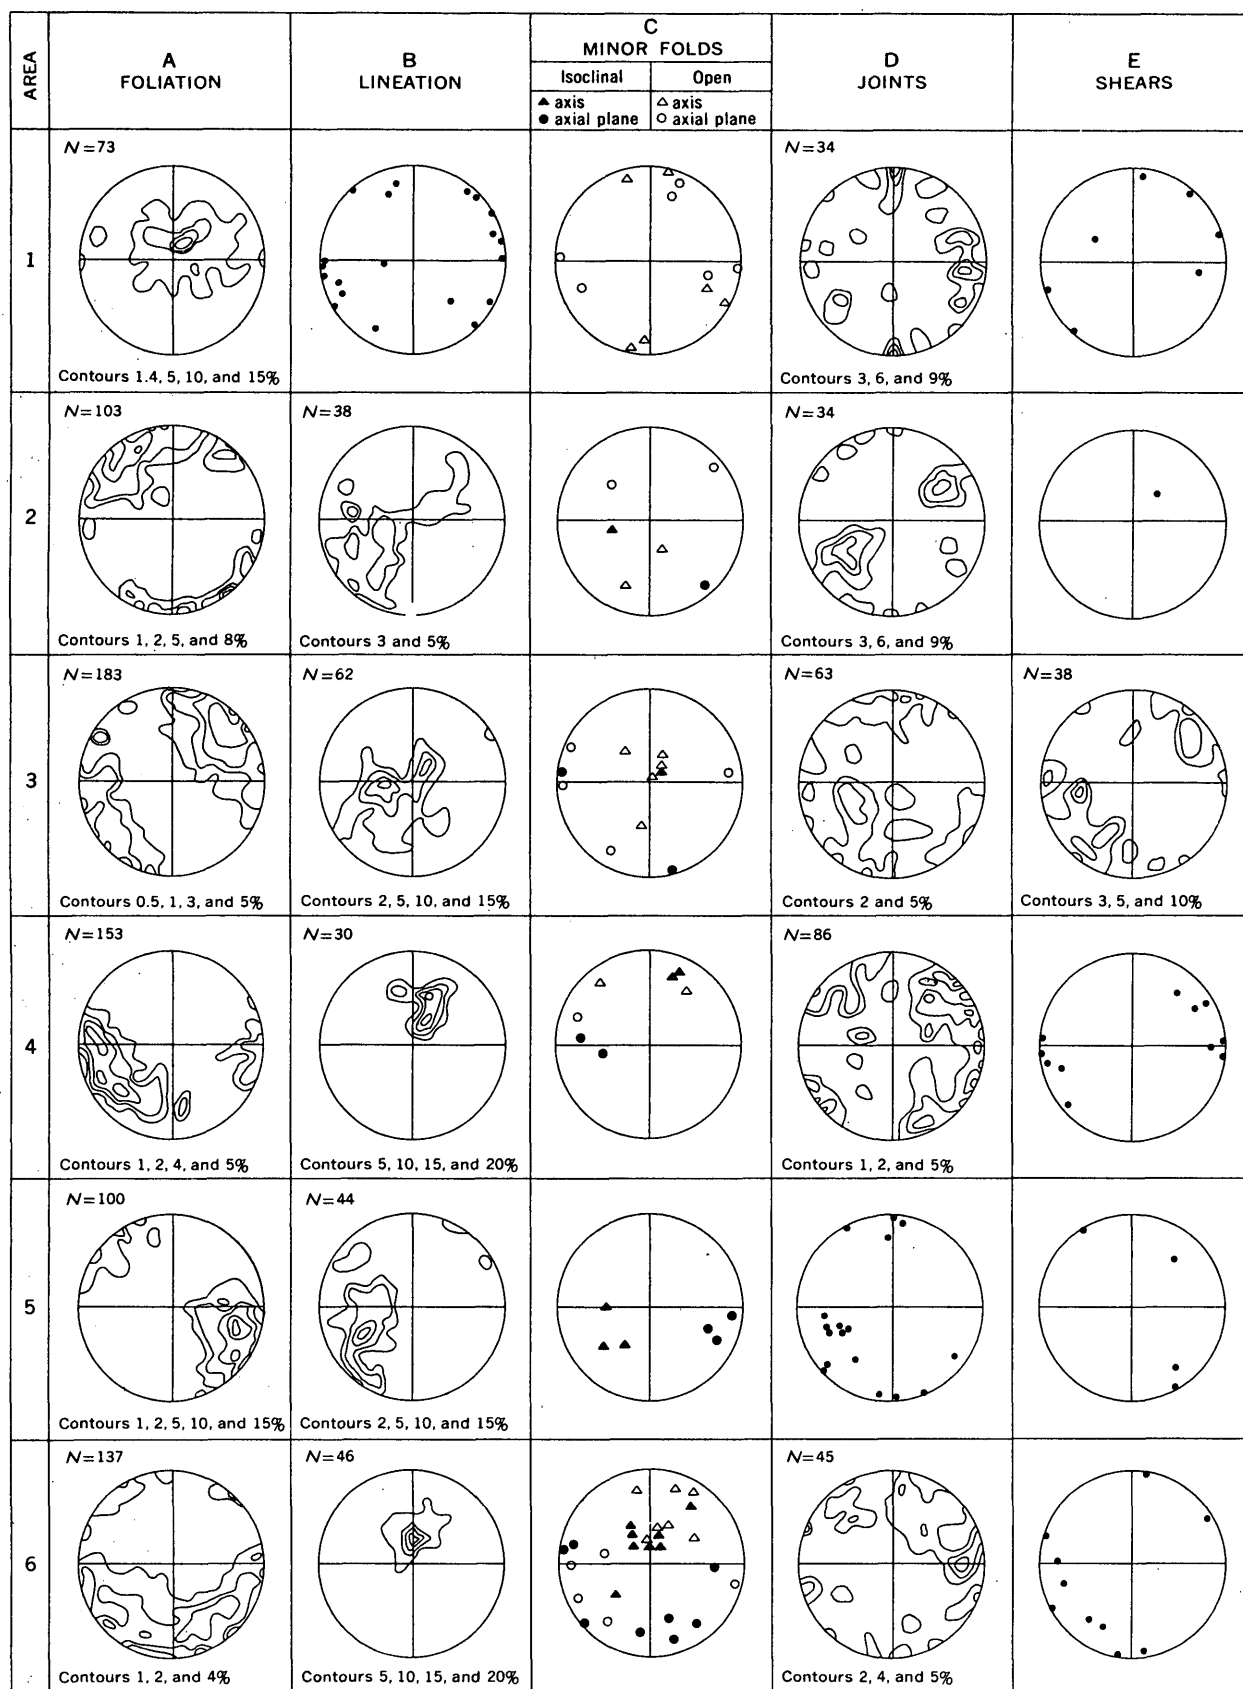 AREA
A
FOLIATION
B
LINEATION
C
MINOR FOLDS
Isoclinal
Open
▲ axis
● axial plane
△ axis
○ axial plane
D
JOINTS
E
SHEARS
1
N=73
Contours 1.4, 5, 10, and 15%
N=34
Contours 3, 6, and 9%
2
N=103
Contours 1, 2, 5, and 8%
N=38
Contours 3 and 5%
N=34
Contours 3, 6, and 9%
3
N=183
Contours 0.5, 1, 3, and 5%
N=62
Contours 2, 5, 10, and 15%
N=63
Contours 2 and 5%
N=38
Contours 3, 5, and 10%
4
N=153
Contours 1, 2, 4, and 5%
N=30
Contours 5, 10, 15, and 20%
N=86
Contours 1, 2, and 5%
5
N=100
Contours 1, 2, 5, 10, and 15%
N=44
Contours 2, 5, 10, and 15%
6
N=137
Contours 1, 2, and 4%
N=46
Contours 5, 10, 15, and 20%
N=45
Contours 2, 4, and 5%